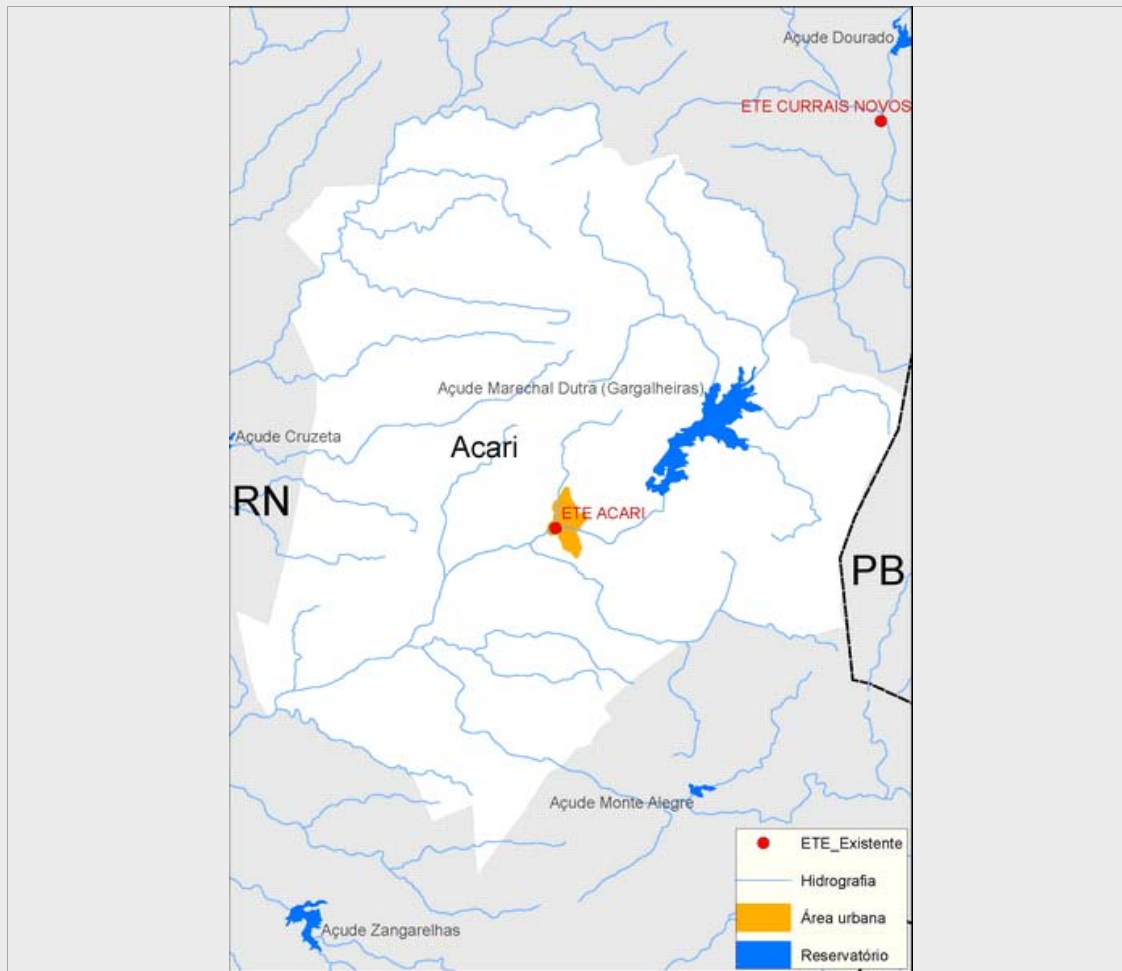 Açude Dourado
ETE CURRAIS NOVOS
Açude Marechal Dutra (Gargalheiras)
Açude Cruzeta
Acari
RN
ETE ACARI
PB
Açude Monte Alegre
Açude Zangarelhas
ETE_Existente
Hidrografia
Área urbana
Reservatório